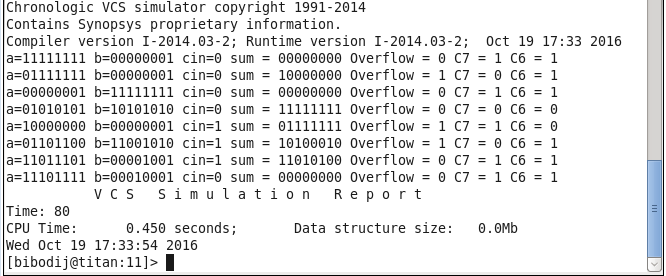 Chronologic VCS simulator copyright 1991-2014
Contains Synopsys proprietary information.
Compiler version I-2014.03-2; Runtime version I-2014.03-2;  Oct 19 17:33 2016
a=11111111 b=00000001 cin=0 sum = 00000000 Overflow = 0 C7 = 1 C6 = 1
a=01111111 b=00000001 cin=0 sum = 10000000 Overflow = 1 C7 = 0 C6 = 1
a=00000001 b=11111111 cin=0 sum = 00000000 Overflow = 0 C7 = 1 C6 = 1
a=01010101 b=10101010 cin=0 sum = 11111111 Overflow = 0 C7 = 0 C6 = 0
a=10000000 b=00000001 cin=1 sum = 01111111 Overflow = 1 C7 = 1 C6 = 0
a=01101100 b=11001010 cin=1 sum = 10100010 Overflow = 1 C7 = 0 C6 = 1
a=11011101 b=00001001 cin=1 sum = 11010100 Overflow = 0 C7 = 1 C6 = 1
a=11101111 b=00010001 cin=0 sum = 00000000 Overflow = 0 C7 = 1 C6 = 1
V C S   S i m u l a t i o n   R e p o r t
Time: 80
CPU Time:      0.450 seconds;       Data structure size:   0.0Mb
Wed Oct 19 17:33:54 2016
[bibodij@titan:11]>